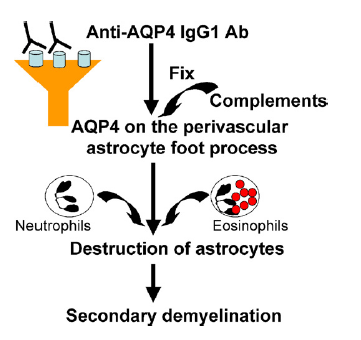 Anti-AQP4 IgG1 Ab
Fix
Complements
AQP4 on the perivascular
astrocyte foot process
Neutrophils
Eosinophils
Destruction of astrocytes
Secondary demyelination